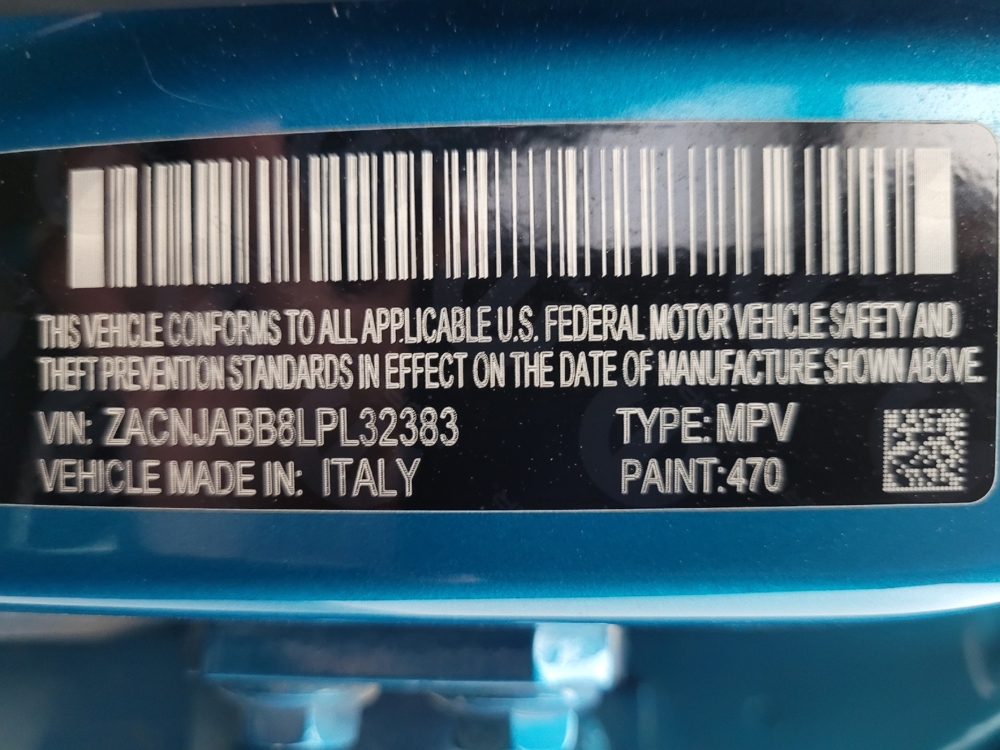 THIS VEHICLE CONFORMS TO ALL APPLICABLE U.S. FEDERAL MOTOR VEHICLE SAFETY AND
THEFT PREVENTION STANDARDS IN EFFECT ON THE DATE OF MANUFACTURE SHOWN ABOVE.
VIN: ZACNJABB8LPL32383 TYPE: MPV
VEHICLE MADE IN: ITALY PAINT: 470